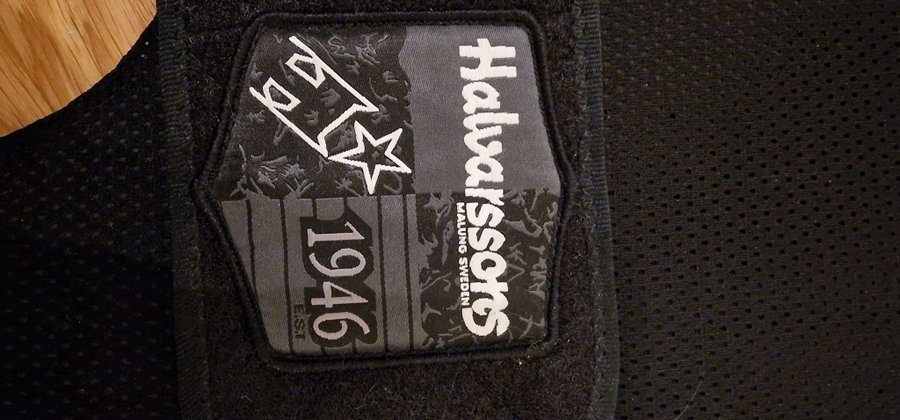 Halvarssons
MALUNG SWEDEN
1946
EST